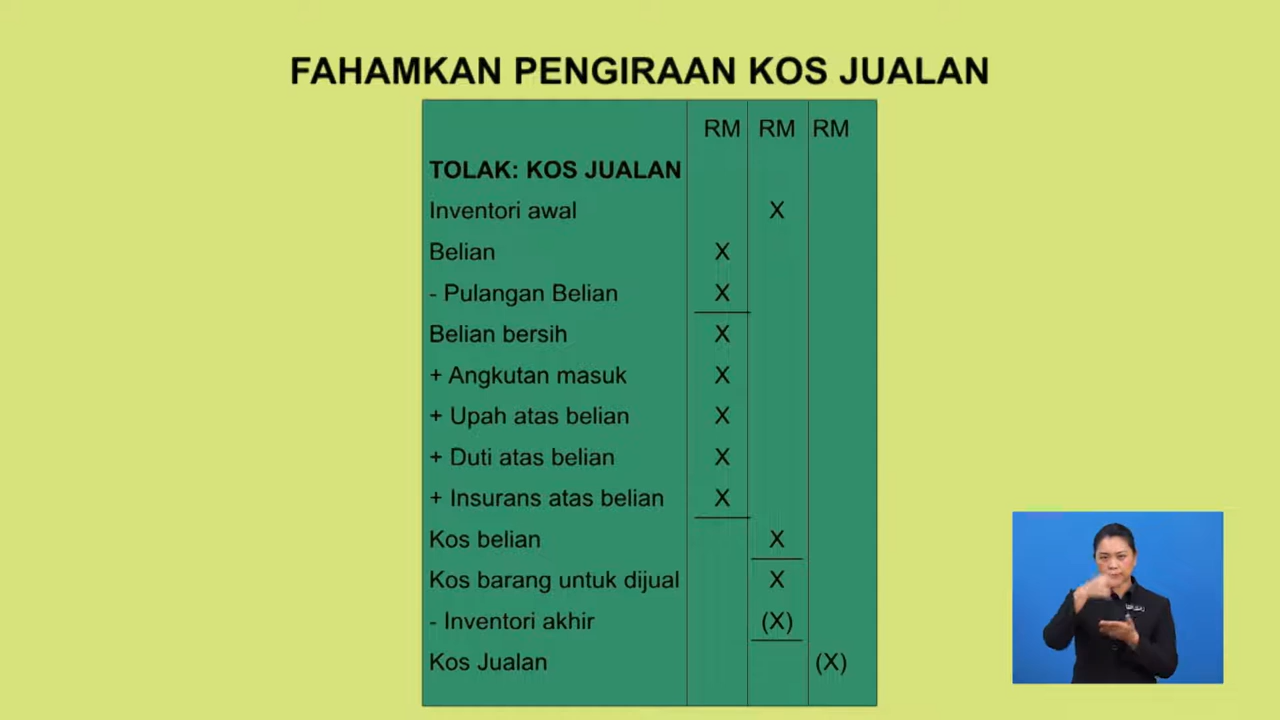 FAHAMKAN PENGIRAAN KOS JUALAN
RM RM RM
TOLAK: KOS JUALAN
Inventori awal X
Belian X
- Pulangan Belian X
Belian bersih X
+ Angkutan masuk X
+ Upah atas belian X
+ Duti atas belian X
+ Insurans atas belian X
Kos belian X
Kos barang untuk dijual X
- Inventori akhir (X)
Kos Jualan (X)